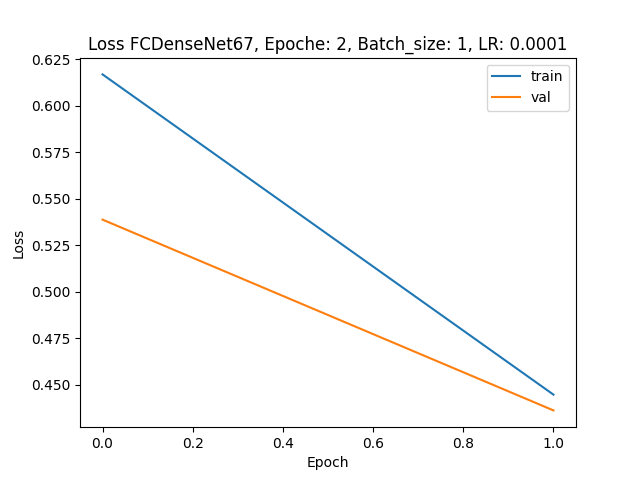 Loss FCDenseNet67, Epoche: 2, Batch_size: 1, LR: 0.0001
train
val
0.625
0.600
0.575
0.550
0.525
0.500
0.475
0.450
Loss
0.0 0.2 0.4 0.6 0.8 1.0
Epoch